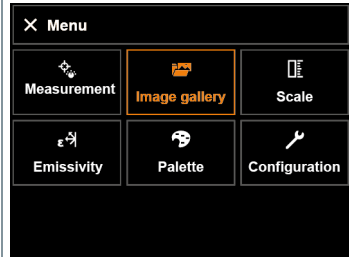 Menu
Measurement
Image gallery
Scale
ε
Emissivity
Palette
Configuration